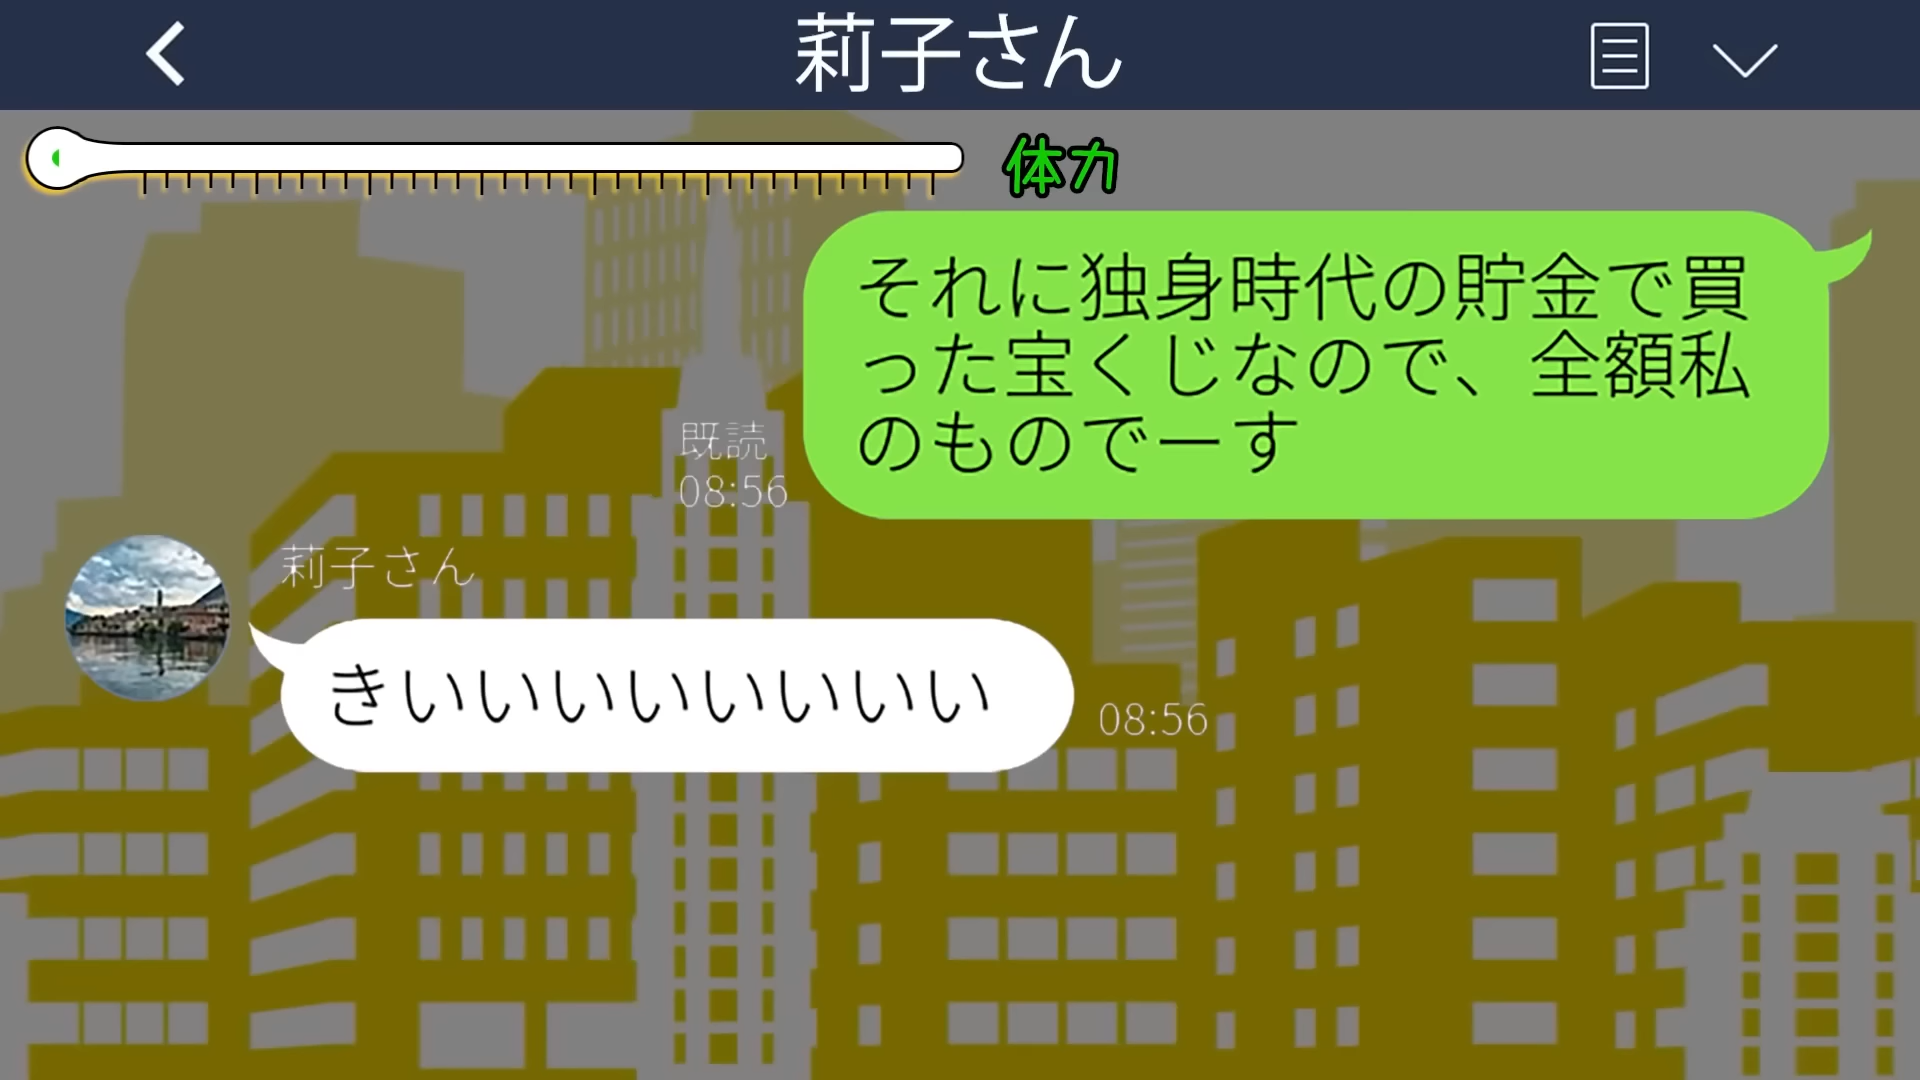 莉子さん
体力
それに独身時代の貯金で買
った宝くじなので、全額私
のものでーす
既読
08:56
莉子さん
きいいいいいいいい
08:56